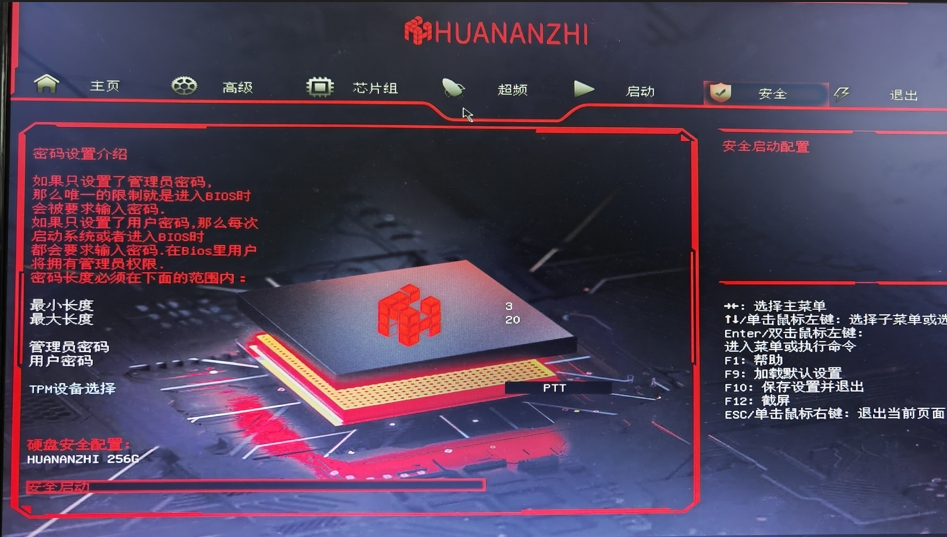 HUANANZHI
主页 高级 芯片组 超频 启动 安全 退出
密码设置介绍
如果只设置了管理员密码,
那么唯一的限制就是进入BIOS时
会被要求输入密码.
如果只设置了用户密码,那么每次
启动系统或者进入BIOS时
都会要求输入密码.在Bios里用户
将拥有管理员权限.
密码长度必须在下面的范围内:
最小长度 3
最大长度 20
管理员密码
用户密码
TPM设备选择 PTT
硬盘安全配置:
HUANANZHI 256G
安全启动
安全启动配置
→←: 选择主菜单
↑↓/单击鼠标左键: 选择子菜单或选
Enter/双击鼠标左键:
进入菜单或执行命令
F1: 帮助
F9: 加载默认设置
F10: 保存设置并退出
F12: 截屏
ESC/单击鼠标右键: 退出当前页面